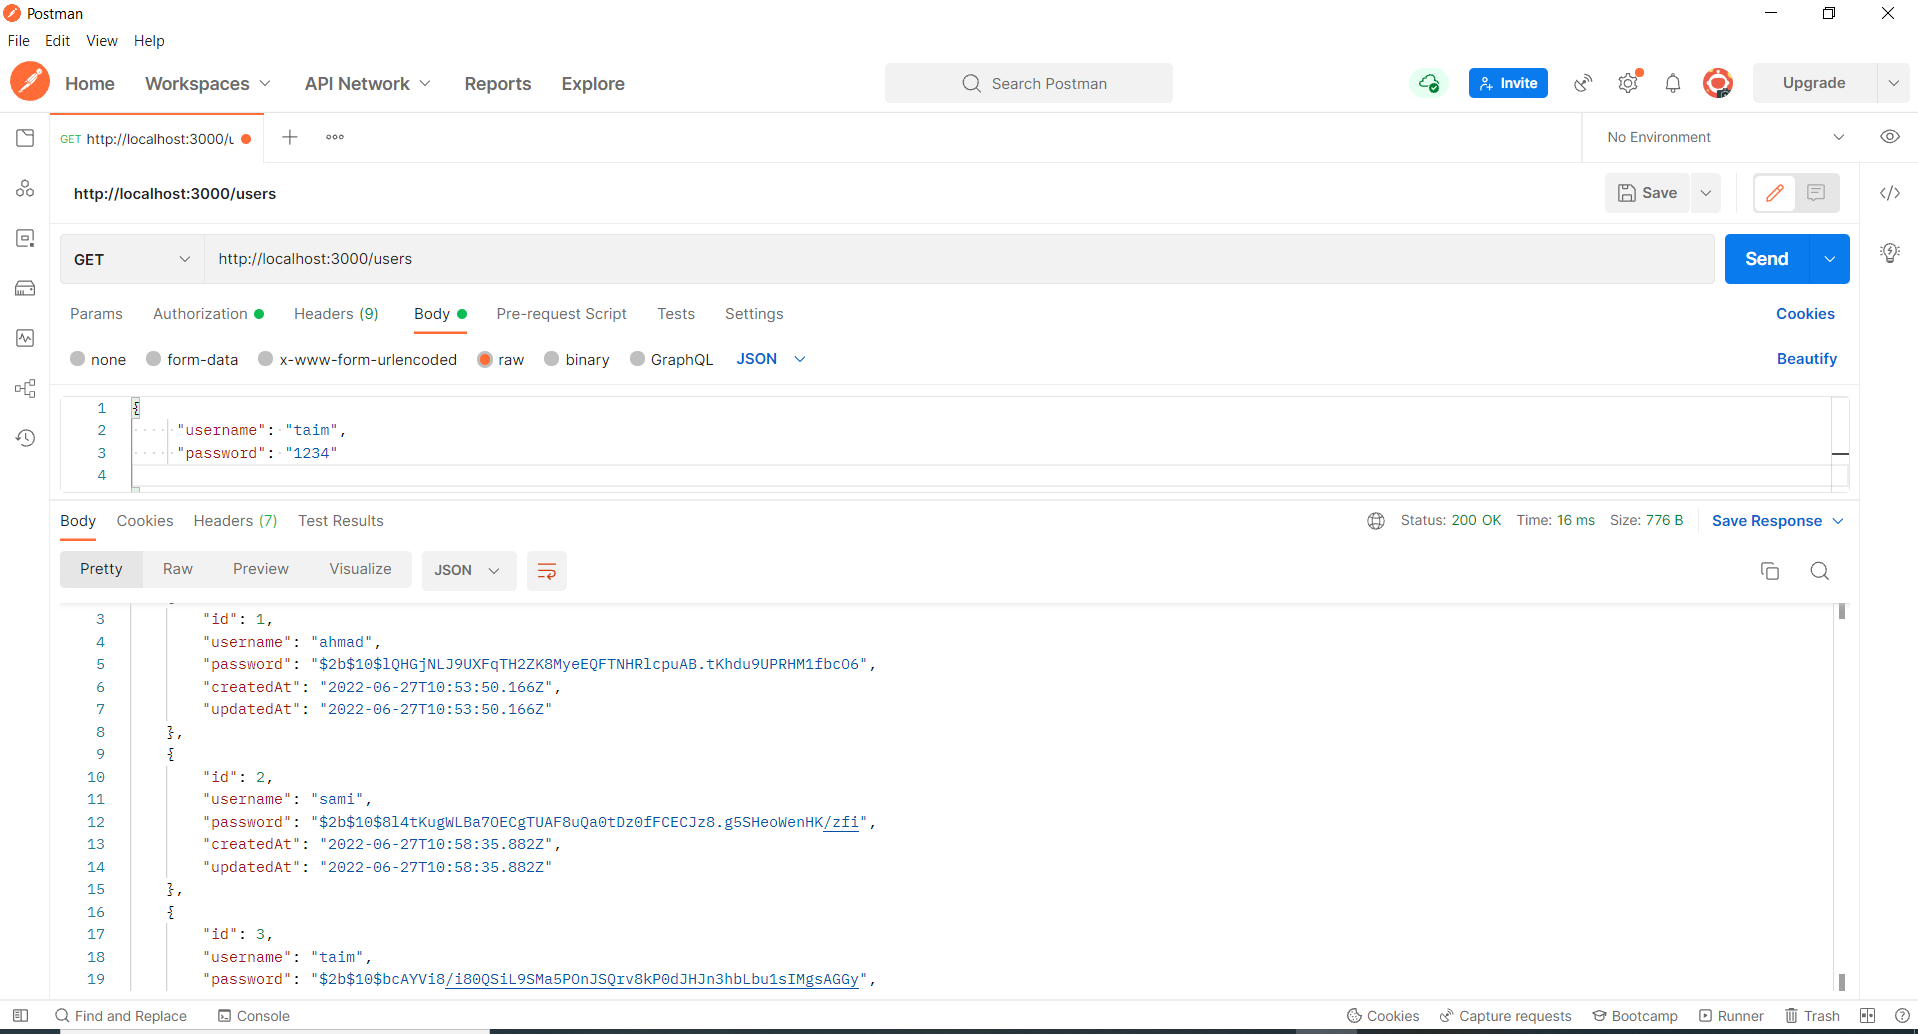 Postman
File Edit View Help
Home Workspaces API Network Reports Explore Search Postman Invite Upgrade
GET http://localhost:3000/u No Environment
http://localhost:3000/users Save
GET http://localhost:3000/users Send
Params Authorization Headers (9) Body Pre-request Script Tests Settings Cookies
none form-data x-www-form-urlencoded raw binary GraphQL JSON Beautify
1 {
2 "username": "taim",
3 "password": "1234"
4
Body Cookies Headers (7) Test Results Status: 200 OK Time: 16 ms Size: 776 B Save Response
Pretty Raw Preview Visualize JSON
3 "id": 1,
4 "username": "ahmad",
5 "password": "$2b$10$lQHGjNLJ9UXFqTH2ZK8MyeEQFTNHRlcpuAB.tKhdu9UPRHM1fbcO6",
6 "createdAt": "2022-06-27T10:53:50.166Z",
7 "updatedAt": "2022-06-27T10:53:50.166Z"
8 },
9 {
10 "id": 2,
11 "username": "sami",
12 "password": "$2b$10$8l4tKugWLBa7OECgTUAF8uQa0tDz0fFCECJz8.g5SHeoWenHK/zfi",
13 "createdAt": "2022-06-27T10:58:35.882Z",
14 "updatedAt": "2022-06-27T10:58:35.882Z"
15 },
16 {
17 "id": 3,
18 "username": "taim",
19 "password": "$2b$10$bcAYVi8/i80QSiL9SMa5POnJSQrv8kP0dJHJn3hbLbu1sIMgsAGGy",
Find and Replace Console Cookies Capture requests Bootcamp Runner Trash